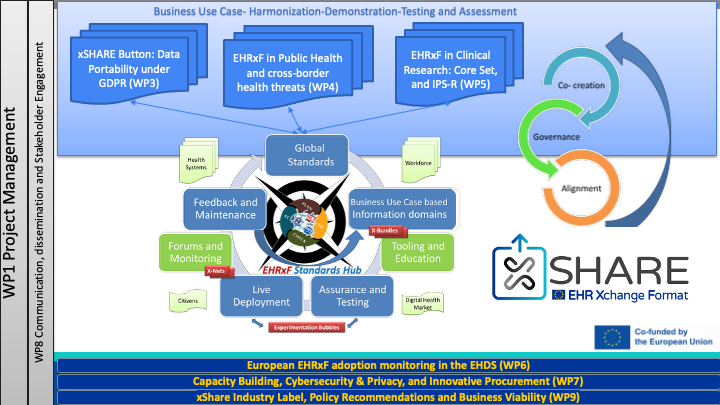 Business Use Case- Harmonization-Demonstration-Testing and Assessment
xSHARE Button: Data
Portability under
GDPR (WP3)
EHRxF in Public Health
and cross-border
health threats (WP4)
EHRxF in Clinical
Research: Core Set,
and IPS-R (WP5)
Co- creation
Governance
Alignment
WP1 Project Management
WP8 Communication, dissemination and Stakeholder Engagement
Global
Standards
Health
Systems
Workforce
Feedback and
Maintenance
Business Use Case based
Information domains
X-Bundles
PLAN
CHECK
Forums and
Monitoring
X-Nets
Tooling and
Education
EHRxF Standards Hub
Live
Deployment
Assurance and
Testing
Citizens
Digital Health
Market
Experimentation Bubbles
SHARE
EHR Xchange Format
Co-funded by
the European Union
European EHRxF adoption monitoring in the EHDS (WP6)
Capacity Building, Cybersecurity & Privacy, and Innovative Procurement (WP7)
xShare Industry Label, Policy Recommendations and Business Viability (WP9)